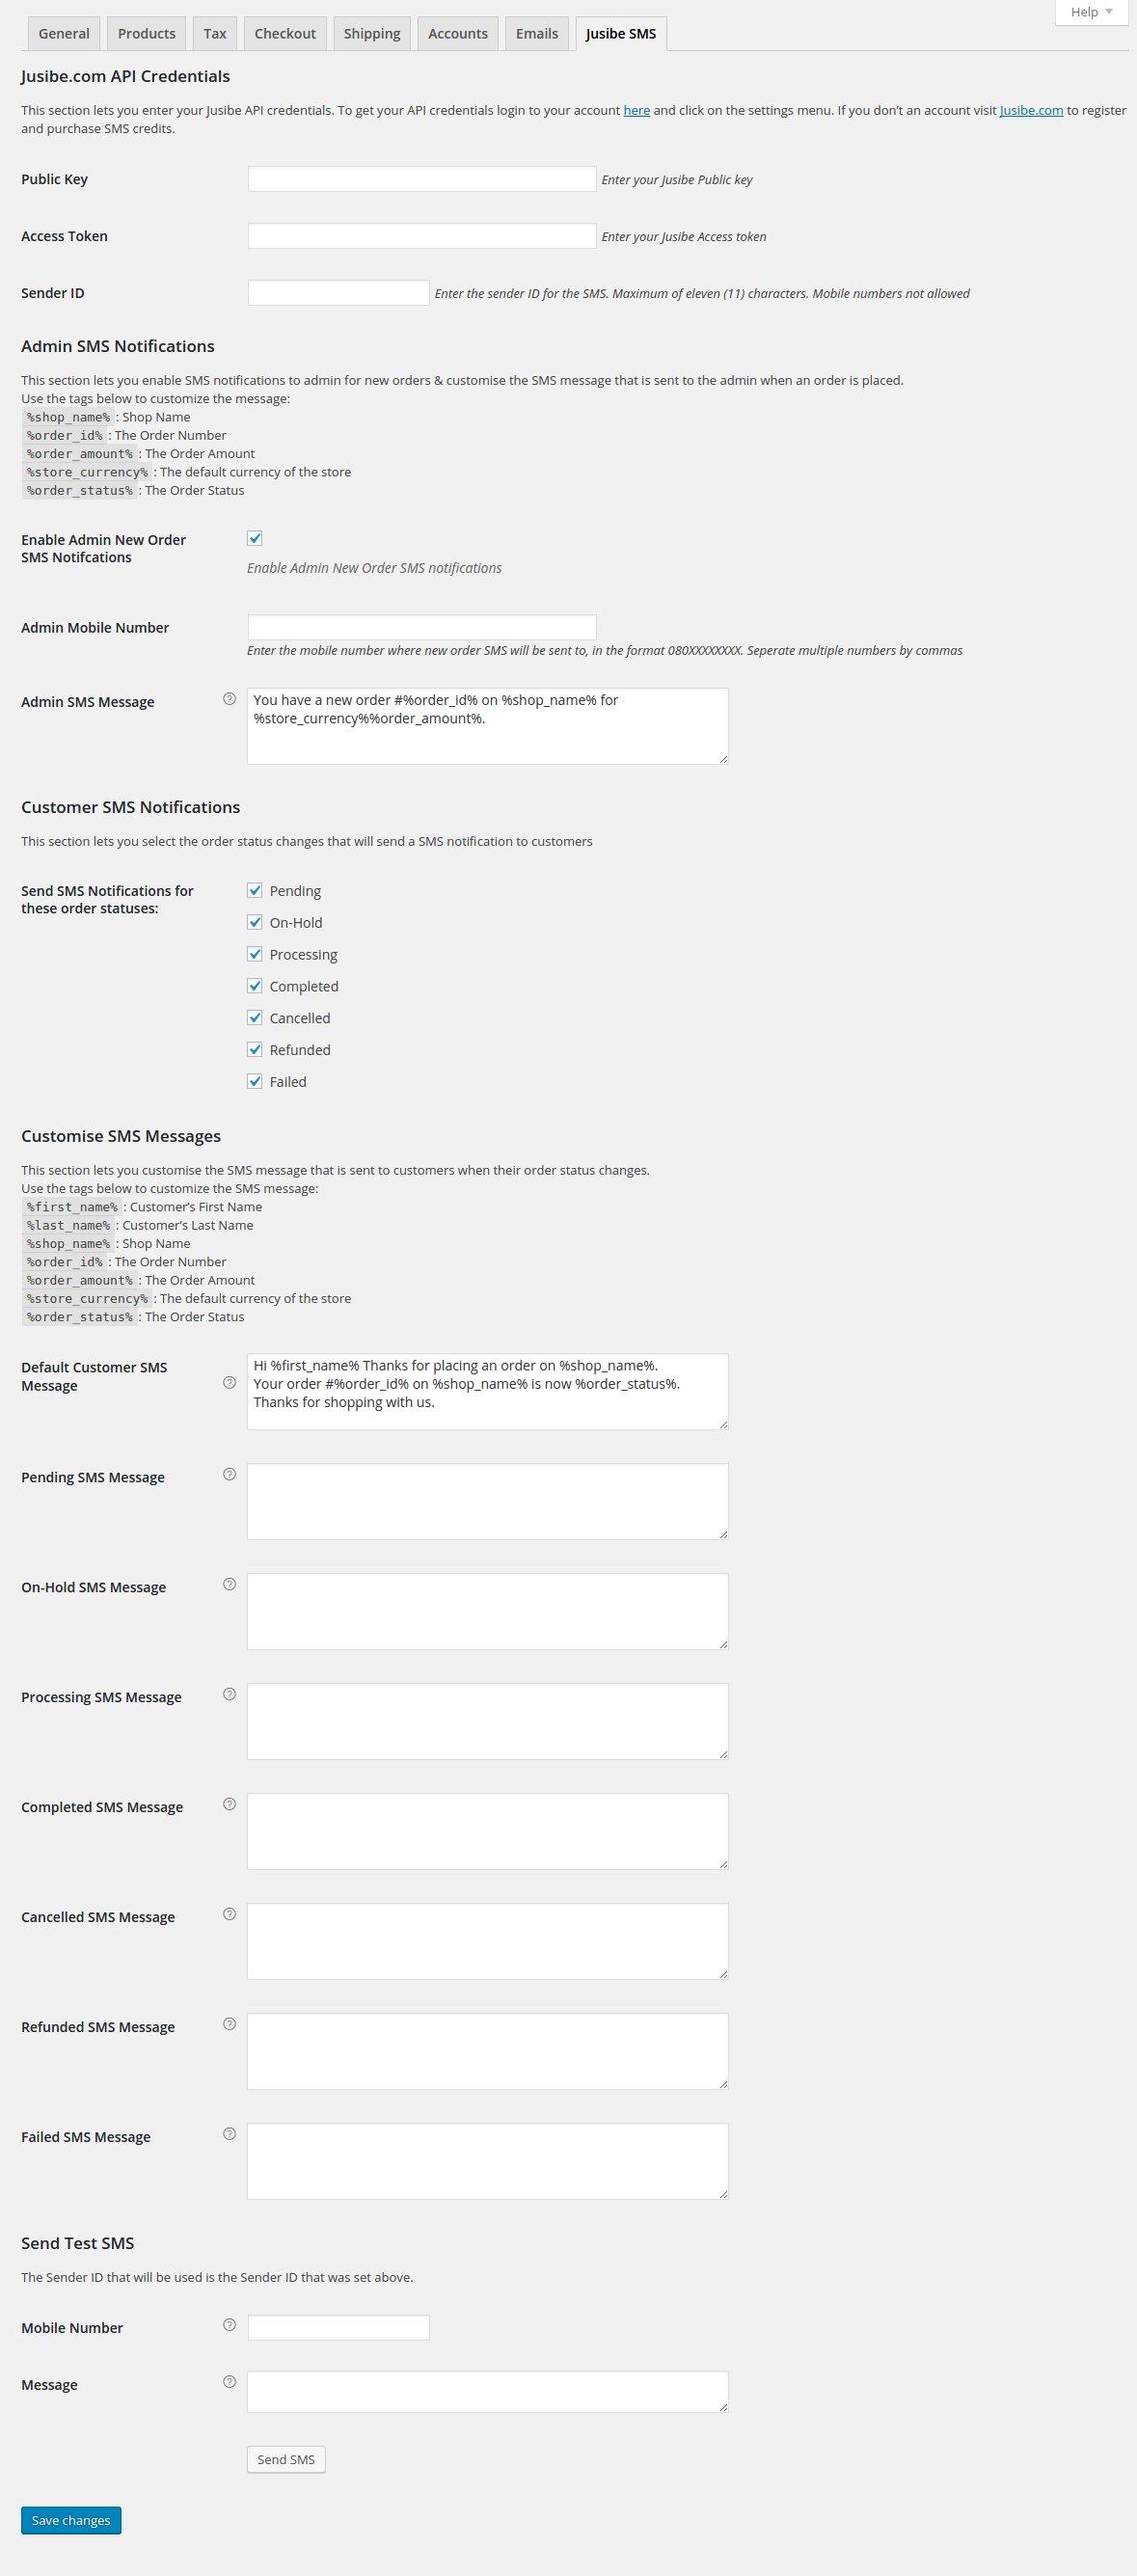 Help
General Products Tax Checkout Shipping Accounts Emails Jusibe SMS
Jusibe.com API Credentials
This section lets you enter your Jusibe API credentials. To get your API credentials login to your account here and click on the settings menu. If you don't an account visit Jusibe.com to register
and purchase SMS credits.
Public Key Enter your Jusibe Public key
Access Token Enter your Jusibe Access token
Sender ID Enter the sender ID for the SMS. Maximum of eleven (11) characters. Mobile numbers not allowed
Admin SMS Notifications
This section lets you enable SMS notifications to admin for new orders & customise the SMS message that is sent to the admin when an order is placed.
Use the tags below to customize the message:
%shop_name% : Shop Name
%order_id% : The Order Number
%order_amount% : The Order Amount
%store_currency% : The default currency of the store
%order_status% : The Order Status
Enable Admin New Order
SMS Notifcations
Enable Admin New Order SMS notifications
Admin Mobile Number
Enter the mobile number where new order SMS will be sent to, in the format 080XXXXXXXX. Seperate multiple numbers by commas
Admin SMS Message
You have a new order #%order_id% on %shop_name% for
%store_currency%%order_amount%.
Customer SMS Notifications
This section lets you select the order status changes that will send a SMS notification to customers
Send SMS Notifications for
these order statuses:
Pending
On-Hold
Processing
Completed
Cancelled
Refunded
Failed
Customise SMS Messages
This section lets you customise the SMS message that is sent to customers when their order status changes.
Use the tags below to customize the SMS message:
%first_name% : Customer's First Name
%last_name% : Customer's Last Name
%shop_name% : Shop Name
%order_id% : The Order Number
%order_amount% : The Order Amount
%store_currency% : The default currency of the store
%order_status% : The Order Status
Default Customer SMS
Message
Hi %first_name% Thanks for placing an order on %shop_name%.
Your order #%order_id% on %shop_name% is now %order_status%.
Thanks for shopping with us.
Pending SMS Message
On-Hold SMS Message
Processing SMS Message
Completed SMS Message
Cancelled SMS Message
Refunded SMS Message
Failed SMS Message
Send Test SMS
The Sender ID that will be used is the Sender ID that was set above.
Mobile Number
Message
Send SMS
Save changes